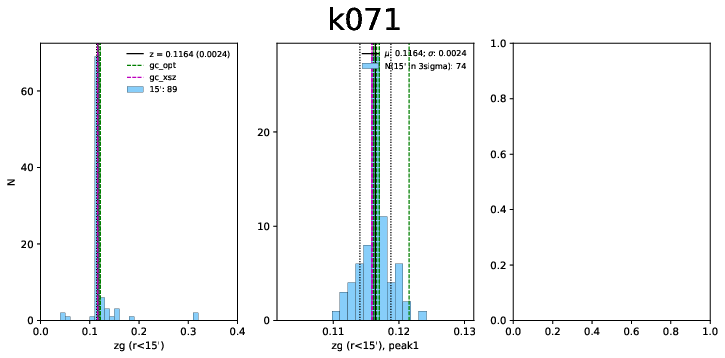 k071
N
60
40
20
0
0.0 0.1 0.2 0.3 0.4
zg (r<15')
z = 0.1164 (0.0024)
gc_opt
gc_xsz
15': 89
20
10
0
0.11 0.12 0.13
zg (r<15'), peak1
μ: 0.1164; σ: 0.0024
N(15' in 3sigma): 74
1.0
0.8
0.6
0.4
0.2
0.0
0.0 0.2 0.4 0.6 0.8 1.0